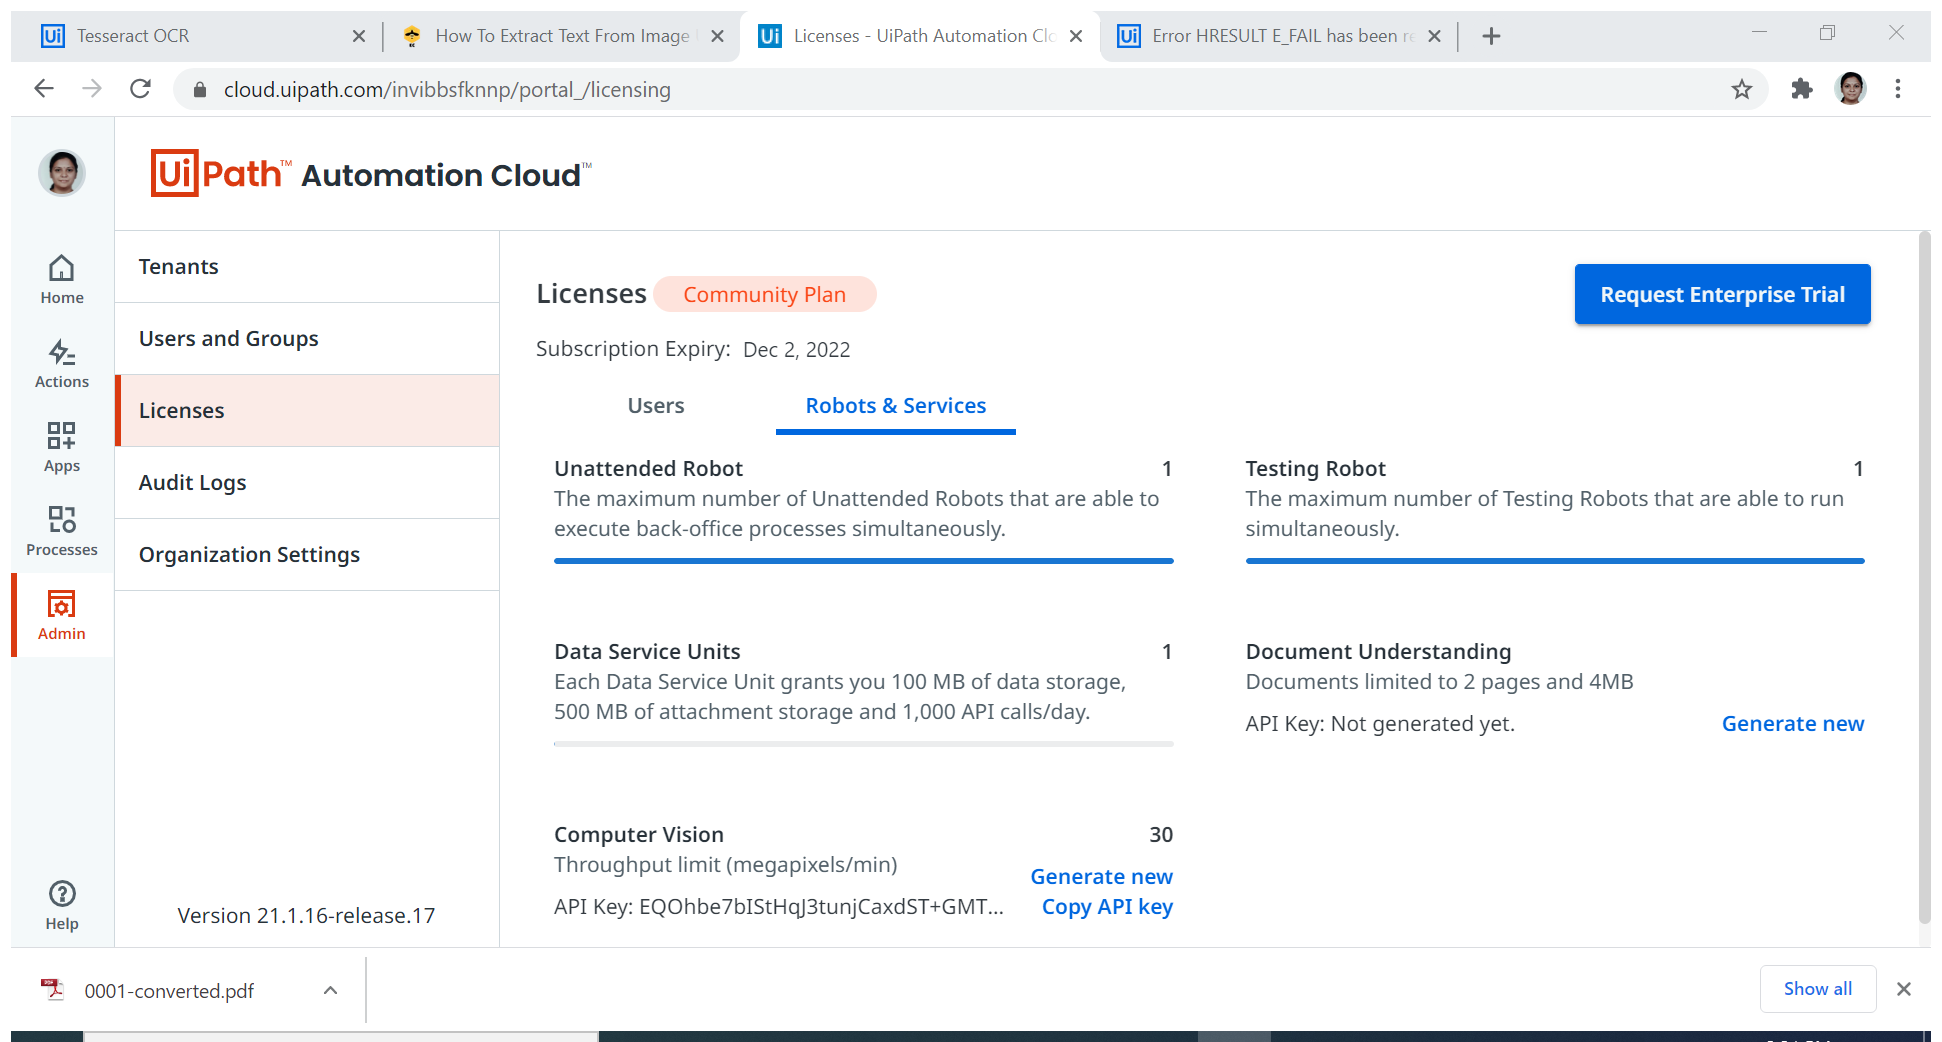 Tesseract OCR
How To Extract Text From Image
Licenses - UiPath Automation Clo
Error HRESULT E_FAIL has been re
cloud.uipath.com/invibbsfknnp/portal_/licensing
UiPath™ Automation Cloud™
Home
Actions
Apps
Processes
Admin
Help
Tenants
Users and Groups
Licenses
Audit Logs
Organization Settings
Version 21.1.16-release.17
Licenses Community Plan
Request Enterprise Trial
Subscription Expiry: Dec 2, 2022
Users Robots & Services
Unattended Robot 1
The maximum number of Unattended Robots that are able to
execute back-office processes simultaneously.
Testing Robot 1
The maximum number of Testing Robots that are able to run
simultaneously.
Data Service Units 1
Each Data Service Unit grants you 100 MB of data storage,
500 MB of attachment storage and 1,000 API calls/day.
Document Understanding
Documents limited to 2 pages and 4MB
API Key: Not generated yet. Generate new
Computer Vision 30
Throughput limit (megapixels/min)
Generate new
API Key: EQOhbe7bIStHqJ3tunjCaxdST+GMT... Copy API key
0001-converted.pdf
Show all